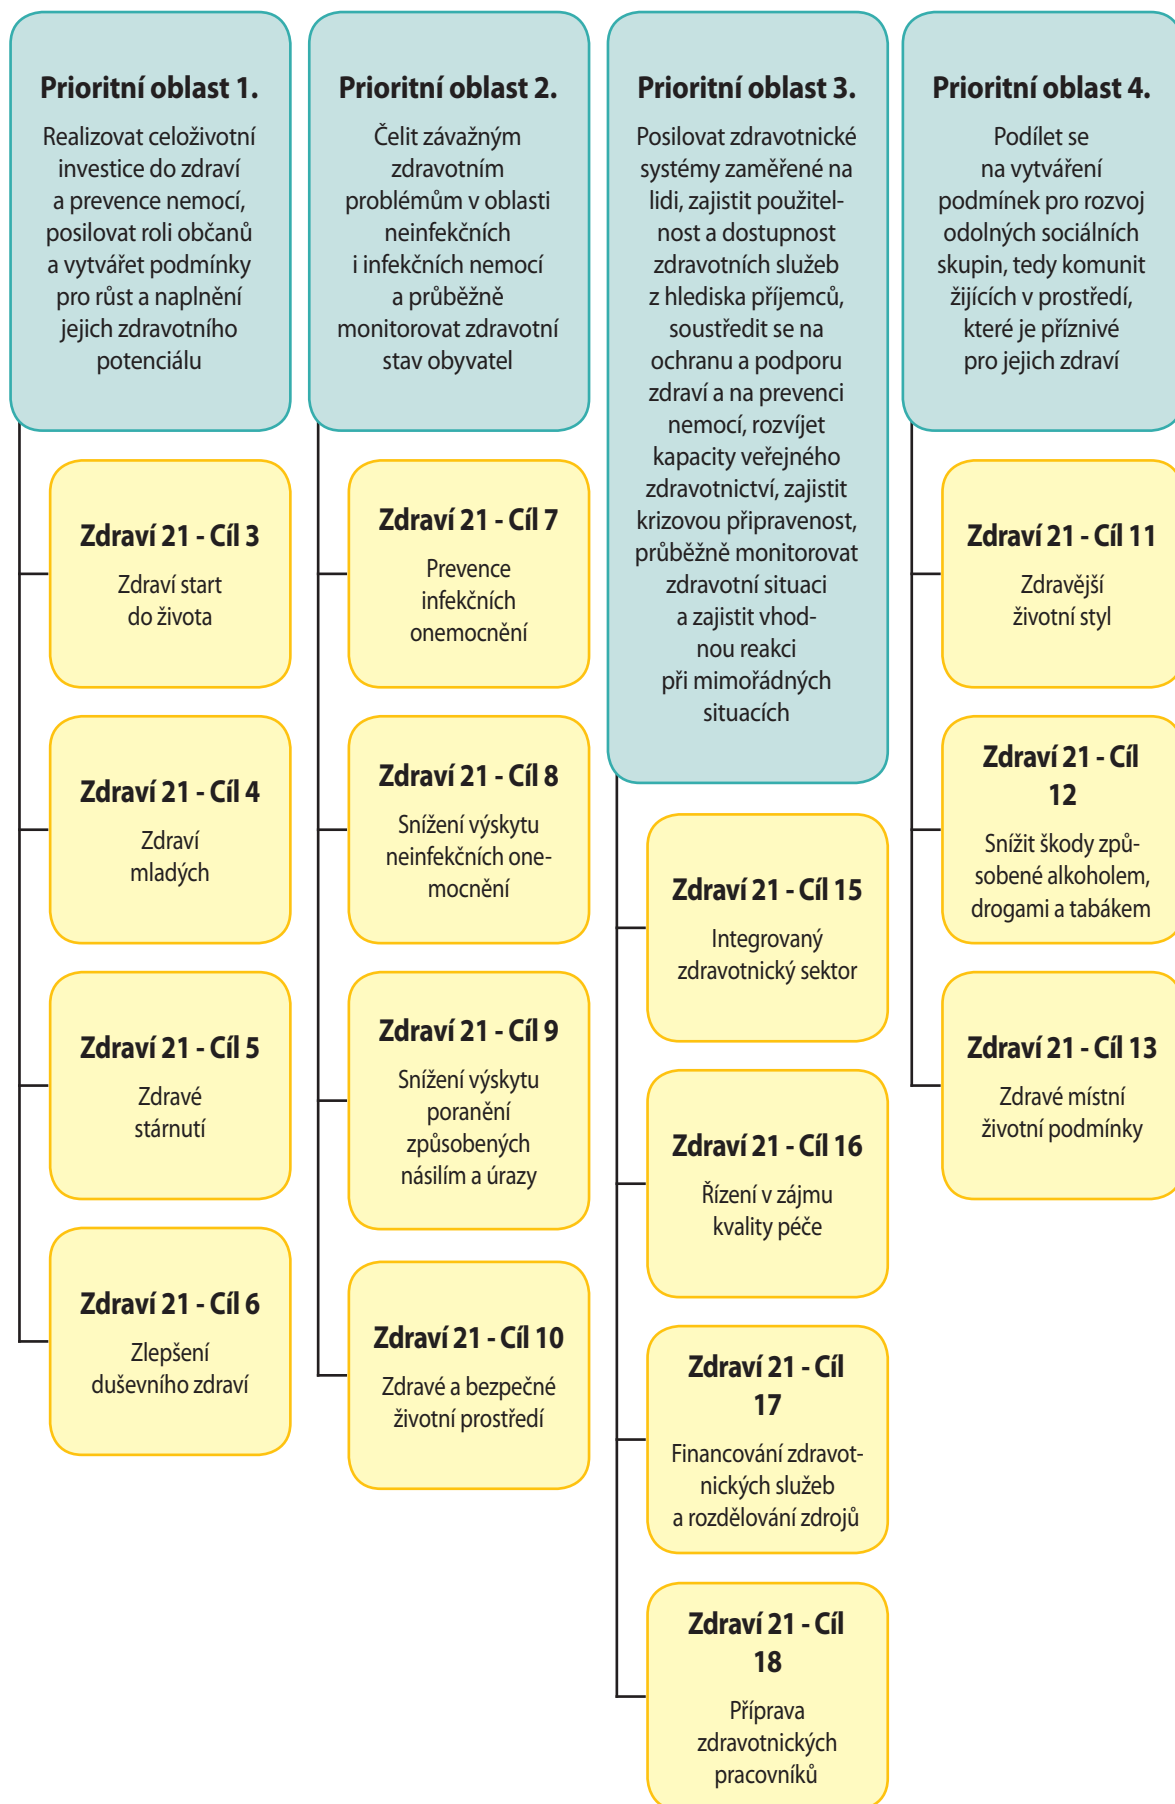 Prioritní oblast 1.
Realizovat celoživotní
investice do zdraví
a prevence nemocí,
posilovat roli občanů
a vytvářet podmínky
pro růst a naplnění
jejich zdravotního
potenciálu
Zdraví 21 - Cíl 3
Zdraví start
do života
Zdraví 21 - Cíl 4
Zdraví
mladých
Zdraví 21 - Cíl 5
Zdravé
stárnutí
Zdraví 21 - Cíl 6
Zlepšení
duševního zdraví
Prioritní oblast 2.
Čelit závažným
zdravotním
problémům v oblasti
neinfekčních
i infekčních nemocí
a průběžně
monitorovat zdravotní
stav obyvatel
Zdraví 21 - Cíl 7
Prevence
infekčních
onemocnění
Zdraví 21 - Cíl 8
Snížení výskytu
neinfekčních one-
mocnění
Zdraví 21 - Cíl 9
Snížení výskytu
poranění
způsobených
násilím a úrazy
Zdraví 21 - Cíl 10
Zdravé a bezpečné
životní prostředí
Prioritní oblast 3.
Posilovat zdravotnické
systémy zaměřené na
lidi, zajistit použitel-
nost a dostupnost
zdravotních služeb
z hlediska příjemců,
soustředit se na
ochranu a podporu
zdraví a na prevenci
nemocí, rozvíjet
kapacity veřejného
zdravotnictví, zajistit
krizovou připravenost,
průběžně monitorovat
zdravotní situaci
a zajistit vhod-
nou reakci
při mimořádných
situacích
Zdraví 21 - Cíl 15
Integrovaný
zdravotnický sektor
Zdraví 21 - Cíl 16
Řízení v zájmu
kvality péče
Zdraví 21 - Cíl
17
Financování zdravot-
nických služeb
a rozdělování zdrojů
Zdraví 21 - Cíl
18
Příprava
zdravotnických
pracovníků
Prioritní oblast 4.
Podílet se
na vytváření
podmínek pro rozvoj
odolných sociálních
skupin, tedy komunit
žijících v prostředí,
které je příznivé
pro jejich zdraví
Zdraví 21 - Cíl 11
Zdravější
životní styl
Zdraví 21 - Cíl
12
Snížit škody způ-
sobené alkoholem,
drogami a tabákem
Zdraví 21 - Cíl 13
Zdravé místní
životní podmínky